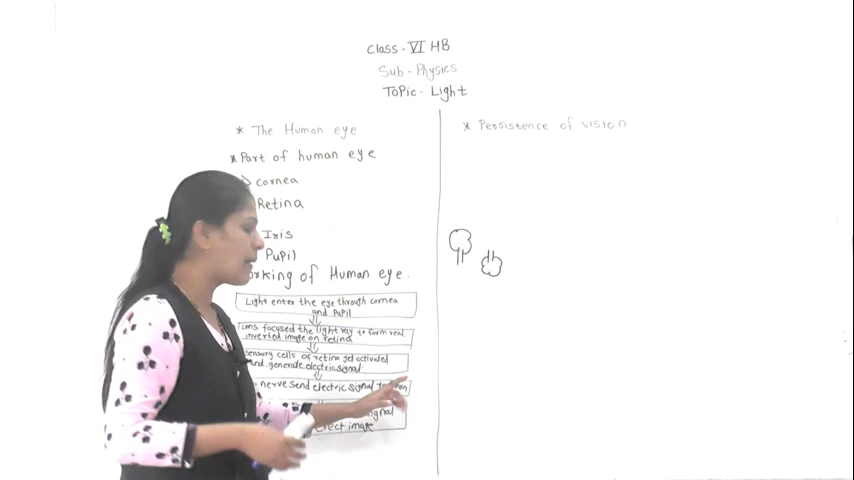 Class - VI HB
Sub - Physics
Topic - Light
* The Human eye
* Part of human eye
cornea
Retina
Iris
Pupil
of Human eye.
Light enter the eye through cornea
and Pupil
Lens focused the light ray to form real
inverted image on retina
Sensory cells of retina get activated
and generate electric signal.
nerve send electric signal to
signal
erect image
* Persistence of vision